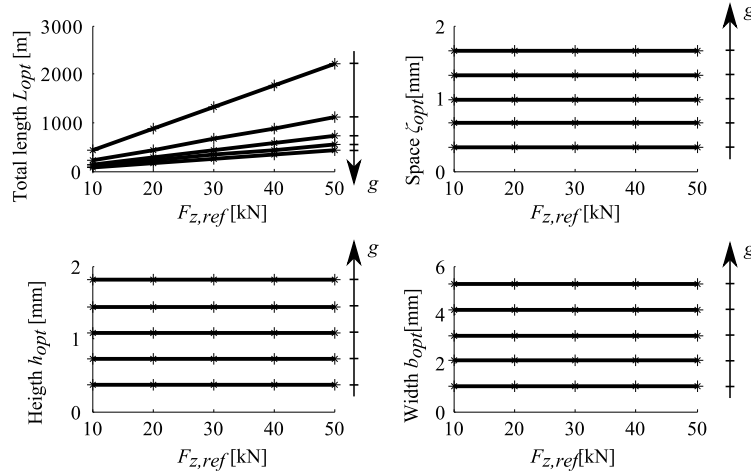 Total length L_opt [m]
3000
2000
1000
0
10 20 30 40 50
F_z,ref [kN]
g
Space ζ_opt[mm]
2
1
0
10 20 30 40 50
F_z,ref [kN]
g
Heigth h_opt [mm]
2
1
0
10 20 30 40 50
F_z,ref [kN]
g
Width b_opt[mm]
6
4
2
0
10 20 30 40 50
F_z,ref[kN]
g